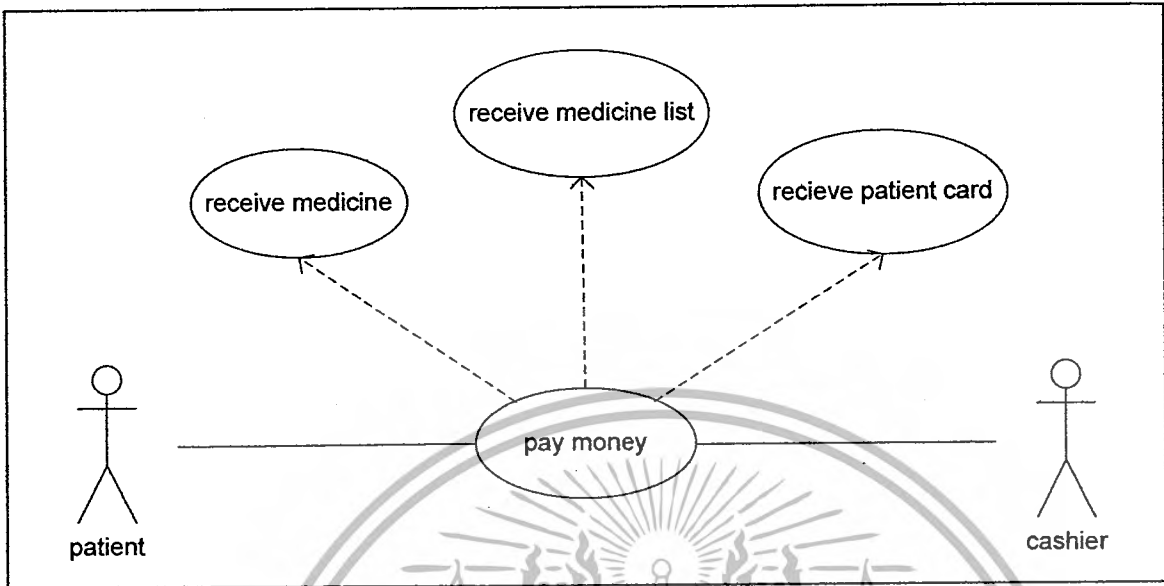 receive medicine list
receive medicine
recieve patient card
pay money
patient
cashier